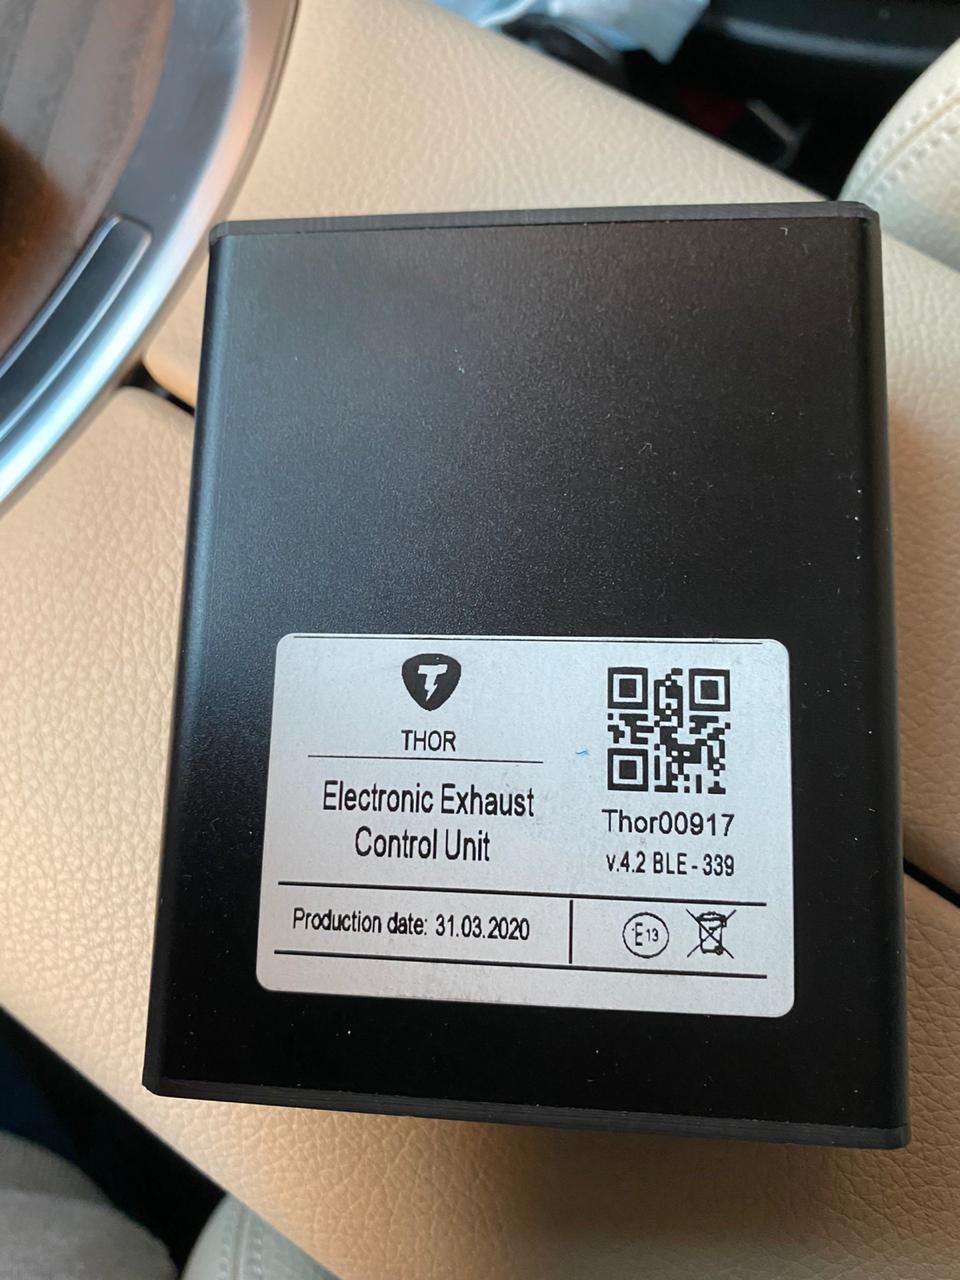 T
THOR
Electronic Exhaust
Control Unit
Thor00917
v.4.2 BLE - 339
Production date: 31.03.2020
E13